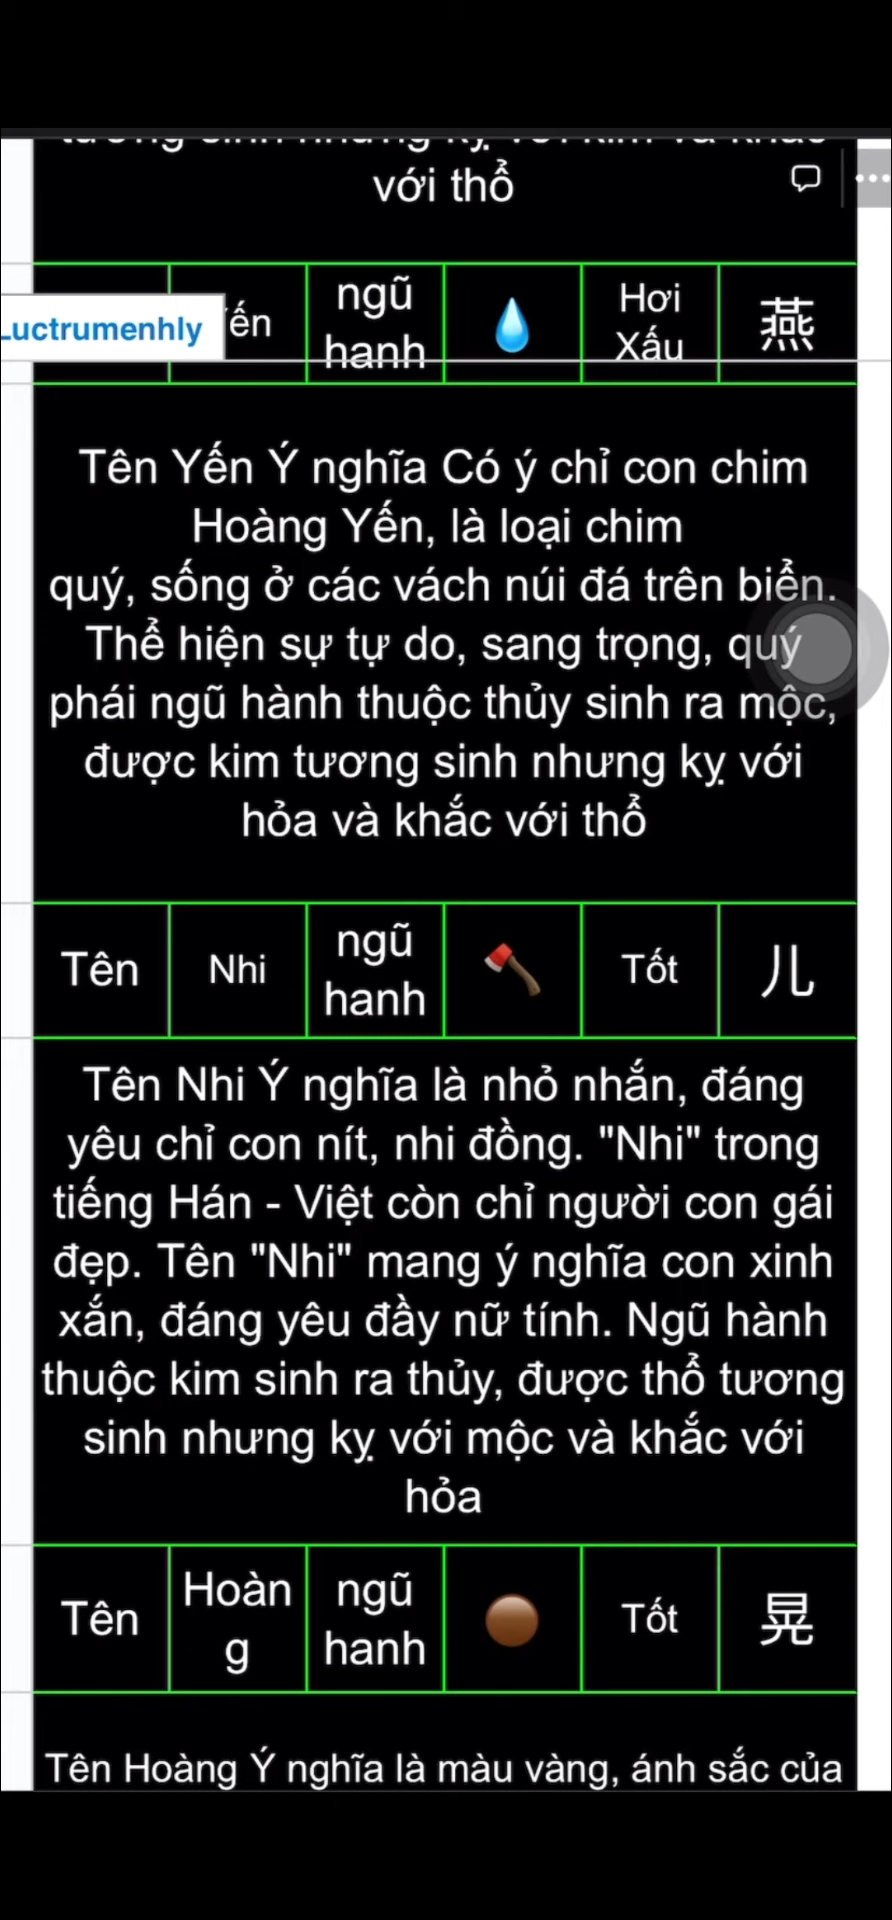 với thổ
Luctrumenhly
ngũ
hanh
Hơi
Xấu
燕
Tên Yến Ý nghĩa Có ý chỉ con chim
Hoàng Yến, là loại chim
quý, sống ở các vách núi đá trên biển.
Thể hiện sự tự do, sang trọng, quý
phái ngũ hành thuộc thủy sinh ra mộc,
được kim tương sinh nhưng kỵ với
hỏa và khắc với thổ
Tên
Nhi
ngũ
hanh
Tốt
儿
Tên Nhi Ý nghĩa là nhỏ nhắn, đáng
yêu chỉ con nít, nhi đồng. "Nhi" trong
tiếng Hán - Việt còn chỉ người con gái
đẹp. Tên "Nhi" mang ý nghĩa con xinh
xắn, đáng yêu đầy nữ tính. Ngũ hành
thuộc kim sinh ra thủy, được thổ tương
sinh nhưng kỵ với mộc và khắc với
hỏa
Tên
Hoàn
g
ngũ
hanh
Tốt
晃
Tên Hoàng Ý nghĩa là màu vàng, ánh sắc của